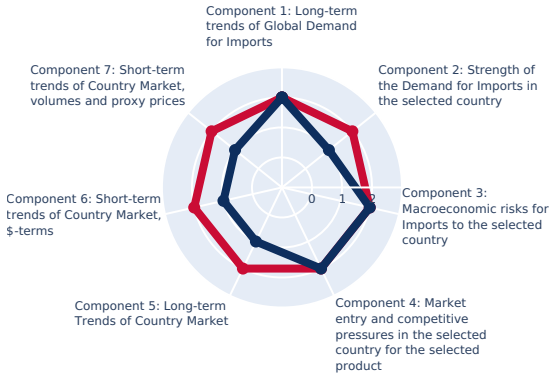 Component 1: Long-term
trends of Global Demand
for Imports
Component 7: Short-term
trends of Country Market,
volumes and proxy prices
Component 2: Strength of
the Demand for Imports in
the selected country
0 1 2
Component 3:
Macroeconomic risks for
Imports to the selected
country
Component 6: Short-term
trends of Country Market,
$-terms
Component 5: Long-term
Trends of Country Market
Component 4: Market
entry and competitive
pressures in the selected
country for the selected
product